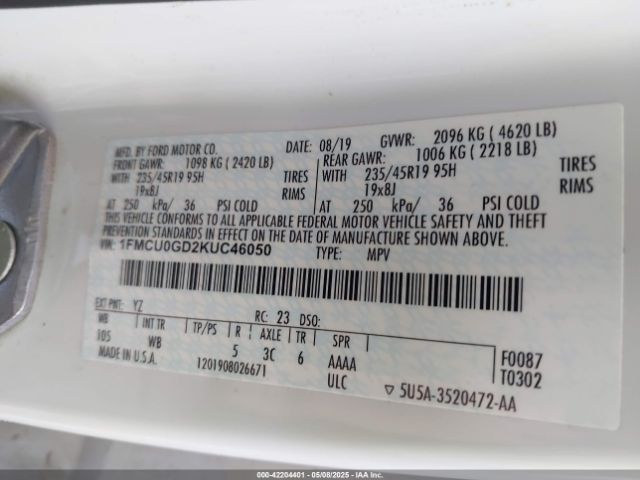 MFD. BY FORD MOTOR CO. DATE: 08/19 GVWR: 2096 KG ( 4620 LB)
FRONT GAWR: 1098 KG ( 2420 LB) REAR GAWR: 1006 KG ( 2218 LB)
WITH 235/45R19 95H TIRES WITH 235/45R19 95H TIRES
19x8J RIMS 19x8J RIMS
AT 250 kPa/ 36 PSI COLD AT 250 kPa/ 36 PSI COLD
THIS VEHICLE CONFORMS TO ALL APPLICABLE FEDERAL MOTOR VEHICLE SAFETY AND THEFT
PREVENTION STANDARDS IN EFFECT ON THE DATE OF MANUFACTURE SHOWN ABOVE.
VIN: 1FMCU0GD2KUC46050 TYPE: MPV
EXT PNT: YZ RC: 23 DSO:
WB INT TR TP/PS R AXLE TR SPR
105 WB 5 3C 6 AAAA F0087
MADE IN U.S.A. 1201908026671 ULC T0302
5U5A-3520472-AA
000-42204401 - 05/08/2025 - IAA Inc.